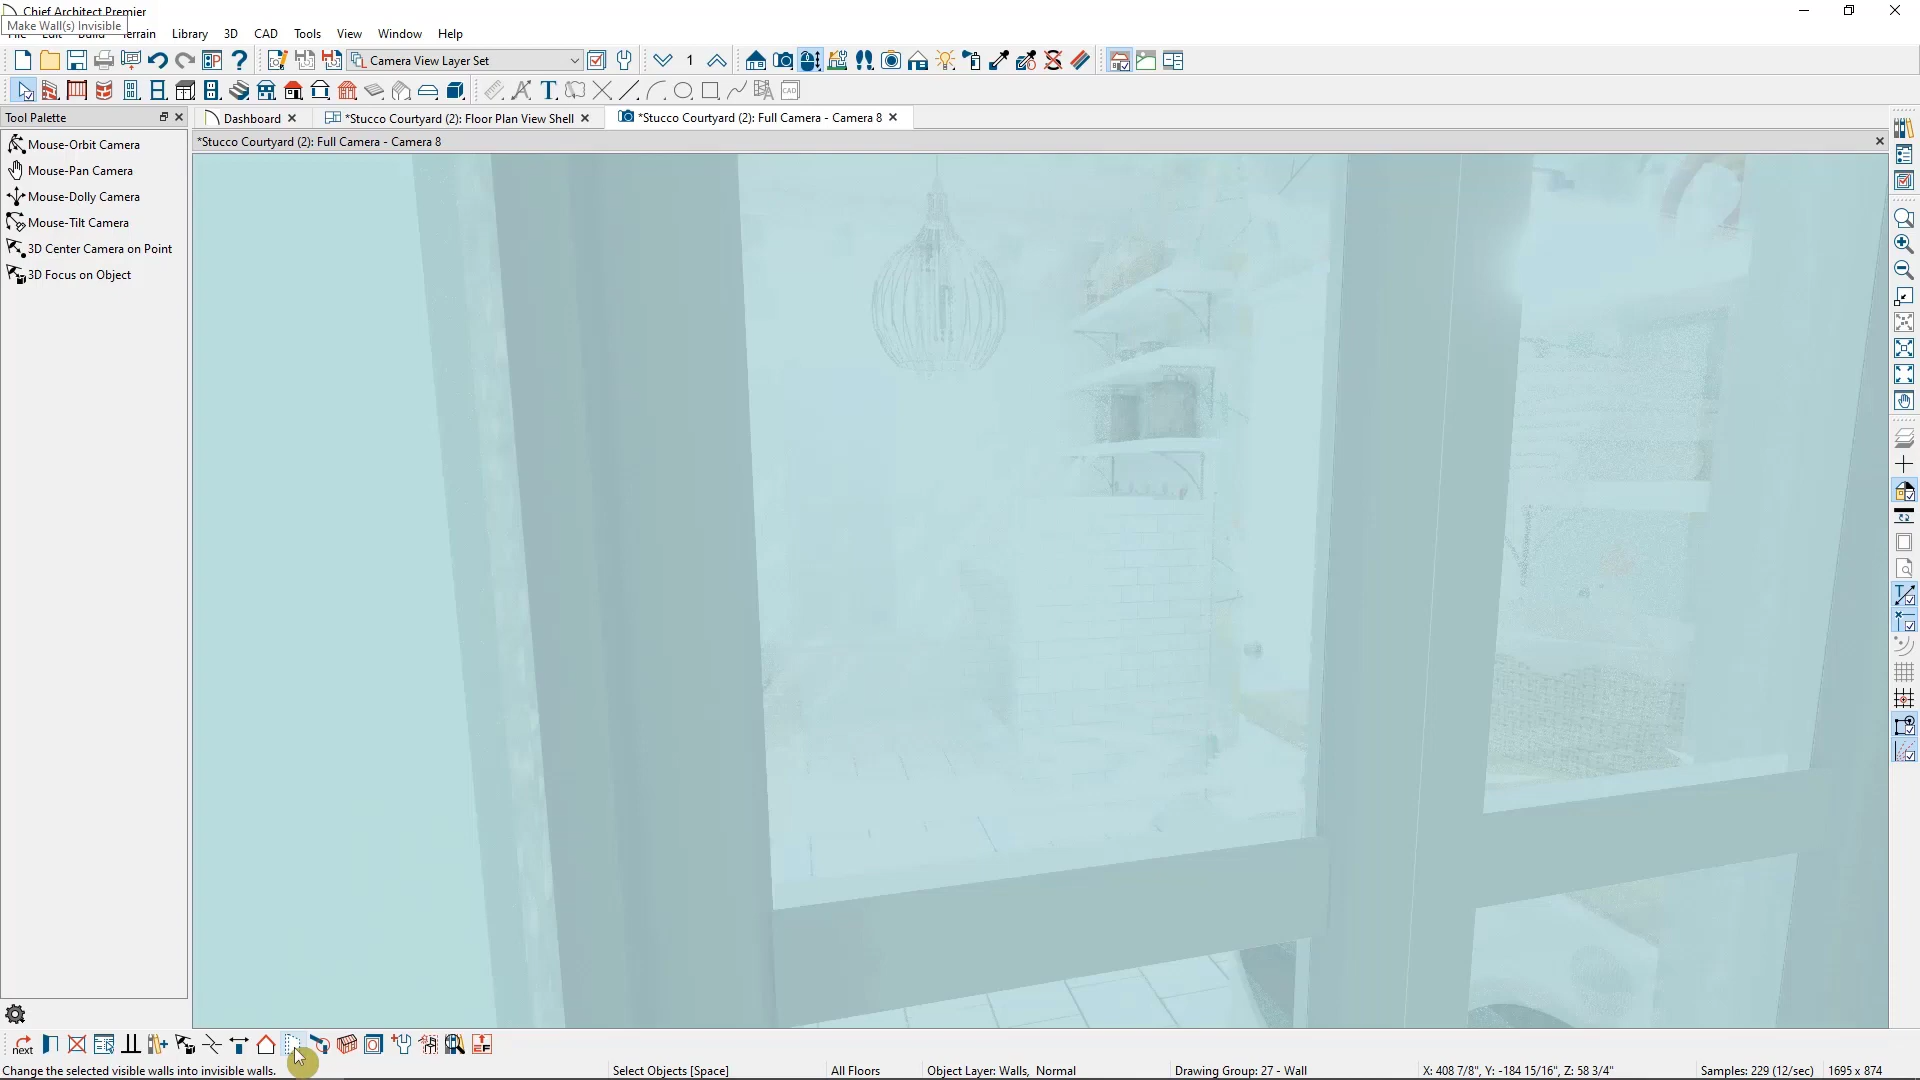 Chief Architect Premier
Make Wall(s) Invisible
Library 3D CAD Tools View Window Help
Camera View Layer Set
1
CAD
Tool Palette
Dashboard
*Stucco Courtyard (2): Floor Plan View Shell
*Stucco Courtyard (2): Full Camera - Camera 8
*Stucco Courtyard (2): Full Camera - Camera 8
Mouse-Orbit Camera
Mouse-Pan Camera
Mouse-Dolly Camera
Mouse-Tilt Camera
3D Center Camera on Point
3D Focus on Object
next
Change the selected visible walls into invisible walls.
Select Objects [Space]
All Floors
Object Layer: Walls, Normal
Drawing Group: 27 - Wall
X: 408 7/8", Y: -184 15/16", Z: 58 3/4"
Samples: 229 (12/sec)
1695 x 874